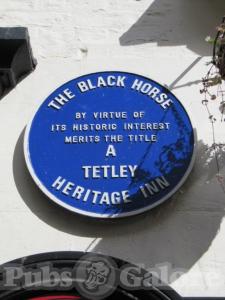 THE BLACK HORSE
BY VIRTUE OF
ITS HISTORIC INTEREST
MERITS THE TITLE
A
TETLEY
HERITAGE INN
Pubs Galore